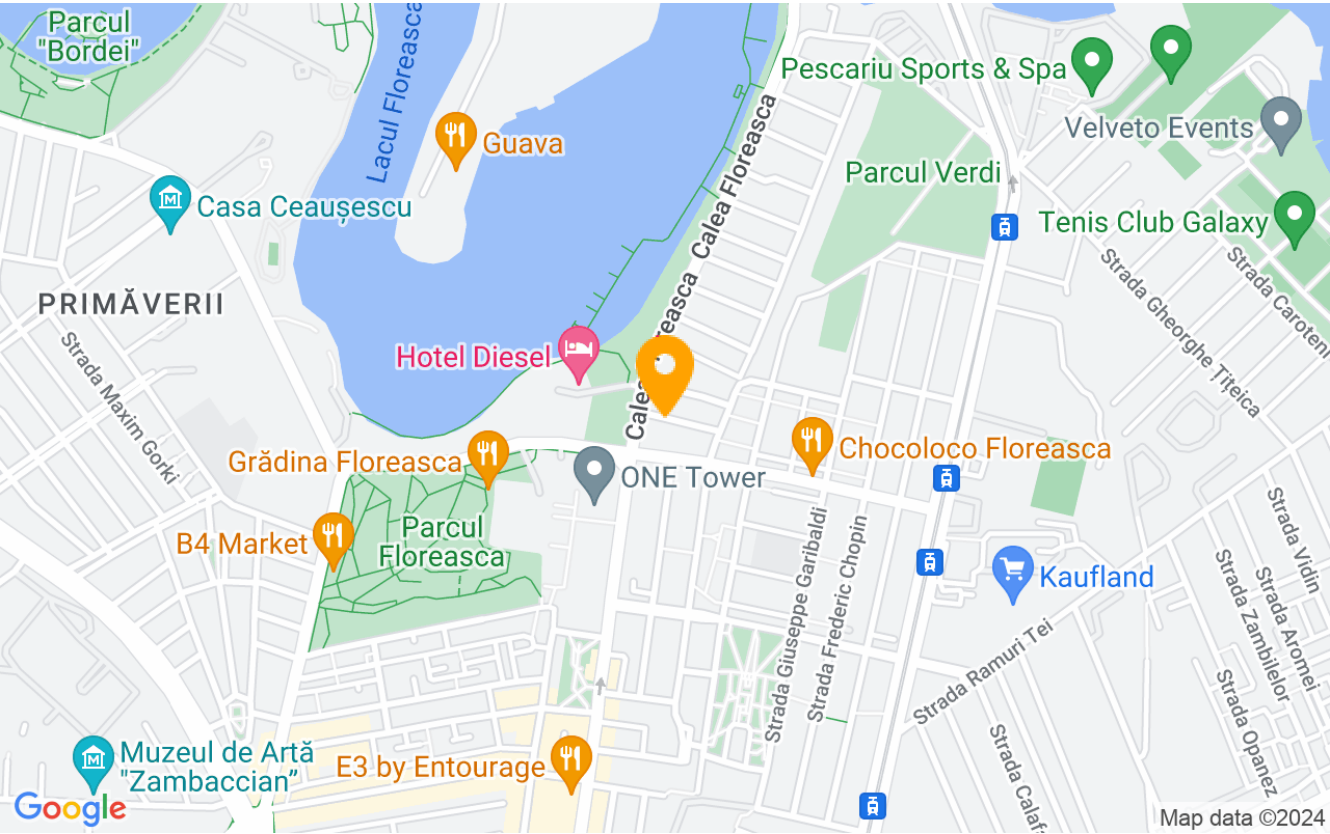 Parcul
"Bordei"
Lacul Floreasca
Guava
Casa Ceaușescu
PRIMĂVERII
Strada Maxim Gorki
Calea Floreasca
Calea Floreasca
Pescariu Sports & Spa
Velveto Events
Parcul Verdi
Tenis Club Galaxy
Strada Gheorghe Țițeica
Strada Caroteni
Hotel Diesel
Grădina Floreasca
ONE Tower
Chocoloco Floreasca
B4 Market
Parcul
Floreasca
Strada Giuseppe Garibaldi
Strada Frederic Chopin
Kaufland
Strada Ramuri Tei
Strada Vidin
Strada Aromei
Strada Zambilelor
Strada Opanez
Strada Calafa
Muzeul de Artă
"Zambaccian”
E3 by Entourage
Google
Map data ©2024